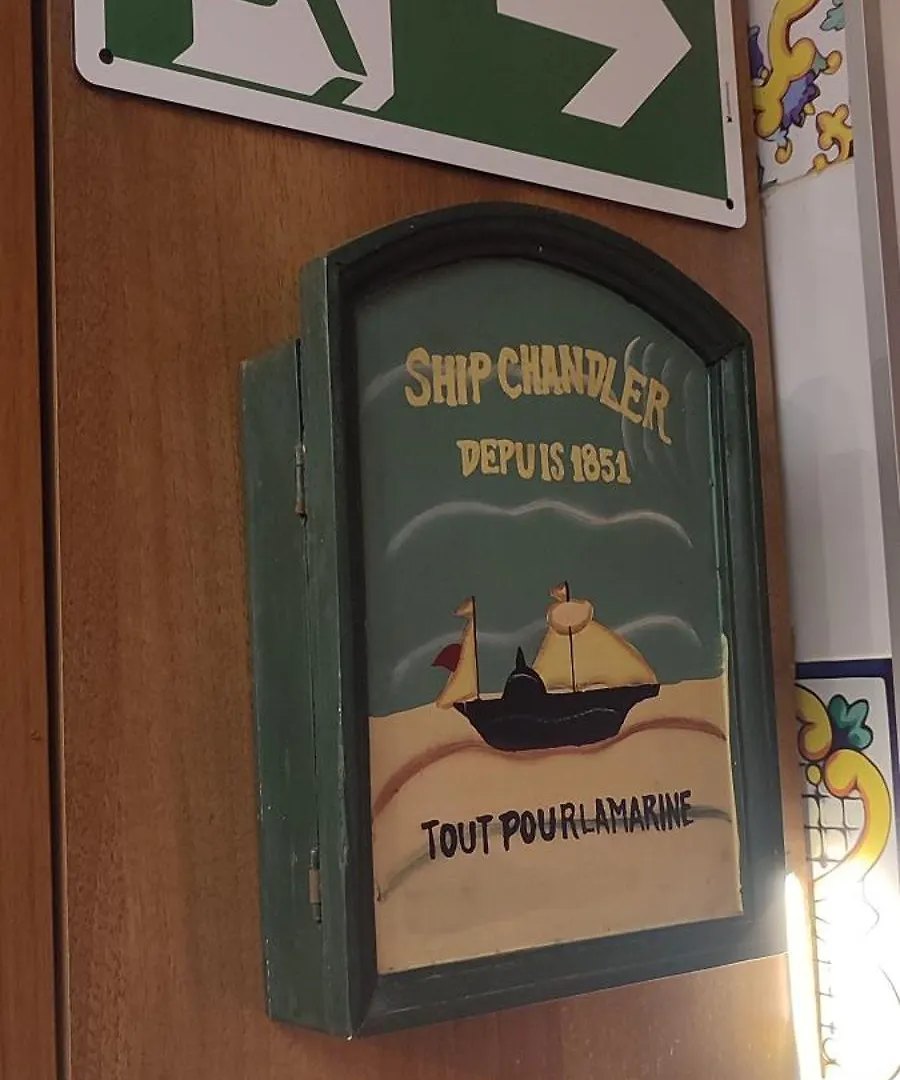 SHIP CHANDLER
DEPUIS 1851
TOUT POUR LA MARINE